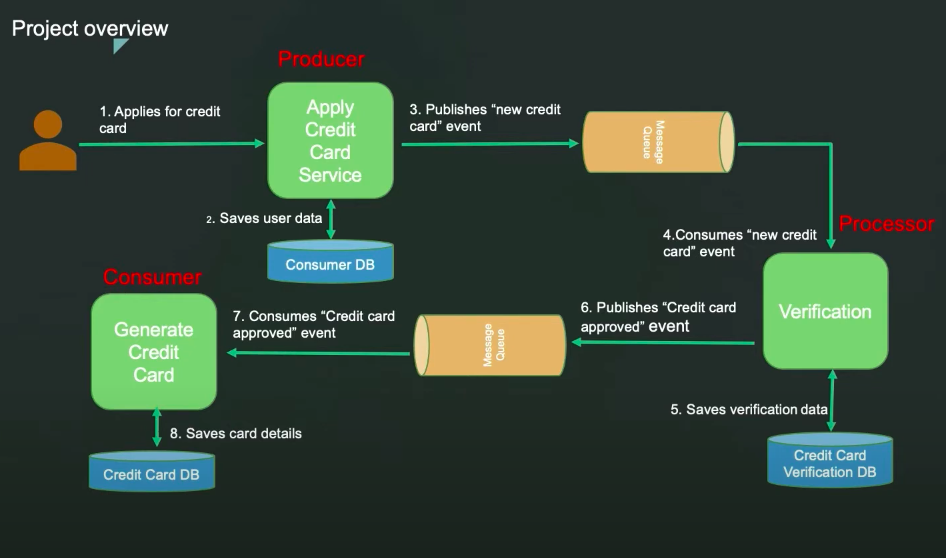 Project overview
Producer
1. Applies for credit
card
Apply
Credit
Card
Service
3. Publishes “new credit
card” event
Message
Queue
2. Saves user data
Consumer DB
Processor
4.Consumes “new credit
card” event
Verification
Consumer
Generate
Credit
Card
7. Consumes “Credit card
approved” event
Message
Queue
6. Publishes “Credit card
approved” event
5. Saves verification data
8. Saves card details
Credit Card DB
Credit Card
Verification DB